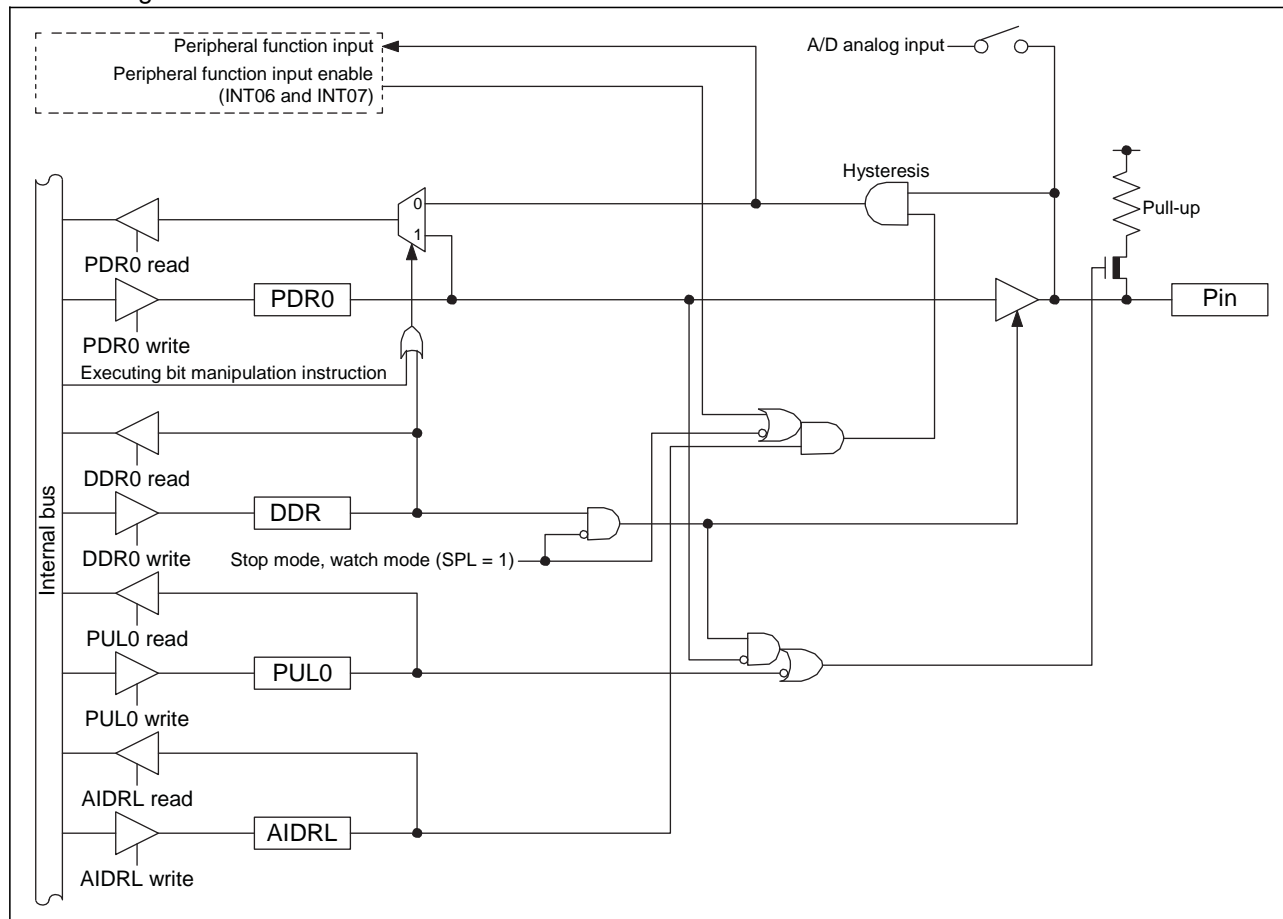 Peripheral function input
A/D analog input
Peripheral function input enable
(INT06 and INT07)
Hysteresis
0
Pull-up
1
PDR0 read
PDR0
Pin
PDR0 write
Executing bit manipulation instruction
DDR0 read
DDR
DDR0 write
Stop mode, watch mode (SPL = 1)
Internal bus
PUL0 read
PUL0
PUL0 write
AIDRL read
AIDRL
AIDRL write